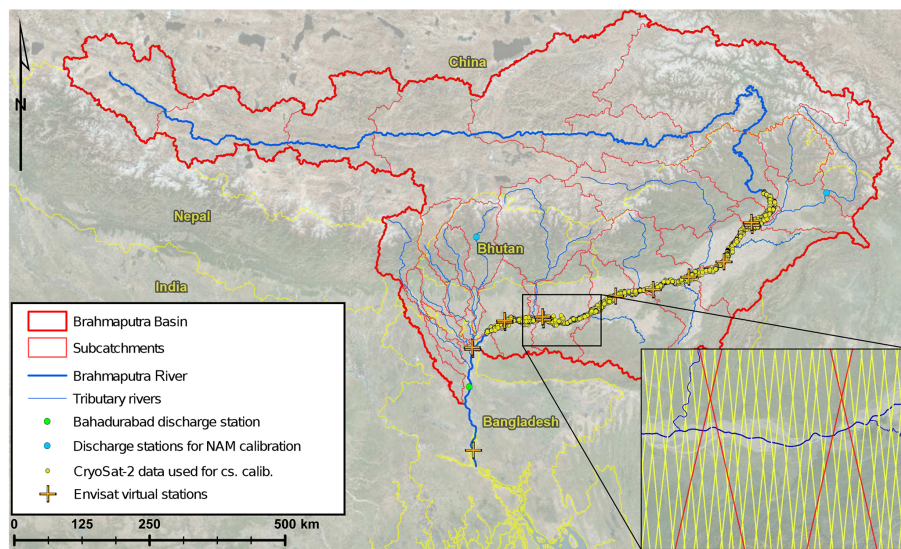 China
N
Nepal
Bhutan
India
Brahmaputra Basin
Subcatchments
Brahmaputra River
Tributary rivers
Bahadurabad discharge station
Discharge stations for NAM calibration
CryoSat-2 data used for cs. calib.
Envisat virtual stations
Bangladesh
0 125 250 500 km